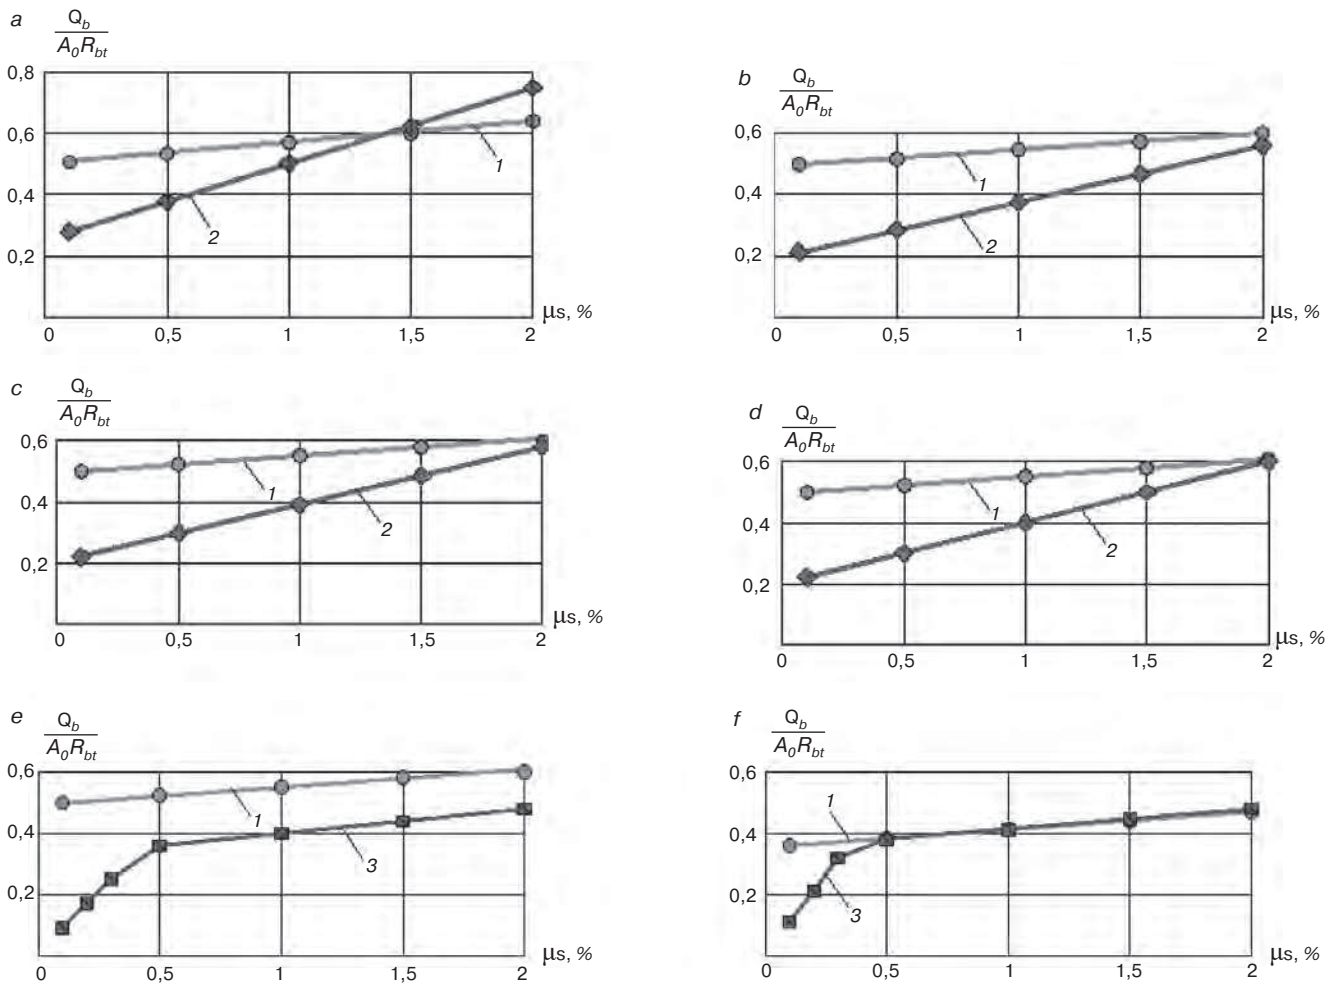 a
Q_b
A_0R_bt
0,8
0,6
0,4
0,2
1
2
μs, %
0 0,5 1 1,5 2
b
Q_b
A_0R_bt
0,6
0,4
0,2
1
2
μs, %
0 0,5 1 1,5 2
c
Q_b
A_0R_bt
0,6
0,4
0,2
1
2
μs, %
0 0,5 1 1,5 2
d
Q_b
A_0R_bt
0,6
0,4
0,2
1
2
μs, %
0 0,5 1 1,5 2
e
Q_b
A_0R_bt
0,6
0,4
0,2
1
3
μs, %
0 0,5 1 1,5 2
f
Q_b
A_0R_bt
0,6
0,4
0,2
1
3
μs, %
0 0,5 1 1,5 2